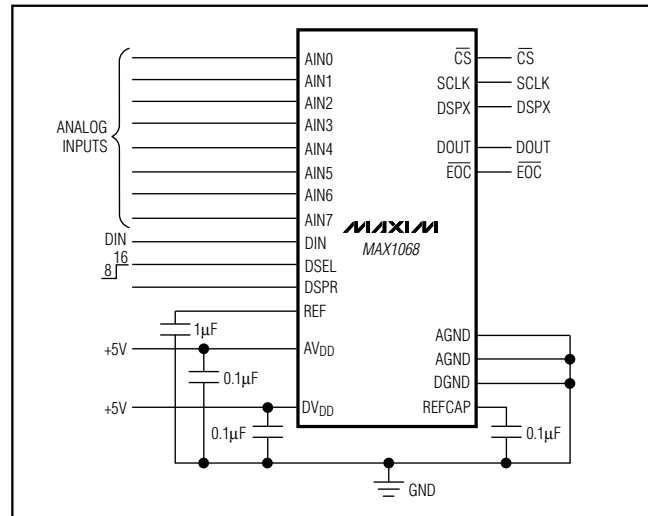 ANALOG
INPUTS
DIN
16
8
+5V
+5V
1µF
0.1µF
0.1µF
AIN0
AIN1
AIN2
AIN3
AIN4
AIN5
AIN6
AIN7
DIN
DSEL
DSPR
REF
AVDD
DVDD
MAXIM
MAX1068
CS
SCLK
DSPX
DOUT
EOC
AGND
AGND
DGND
REFCAP
CS
SCLK
DSPX
DOUT
EOC
0.1µF
GND